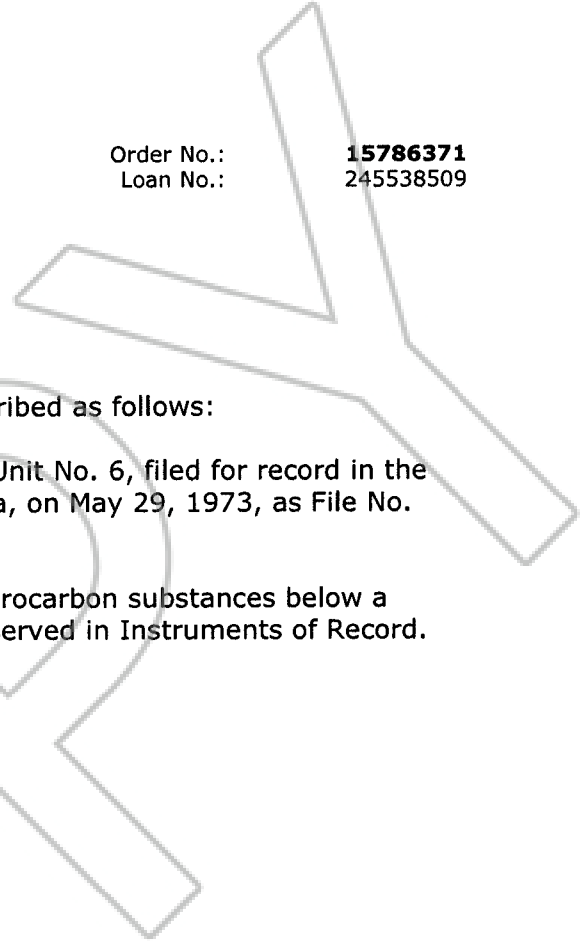 Order No.: 15786371
Loan No.: 245538509
ribed as follows:
Unit No. 6, filed for record in the
a, on May 29, 1973, as File No.
rocarbon substances below a
served in Instruments of Record.